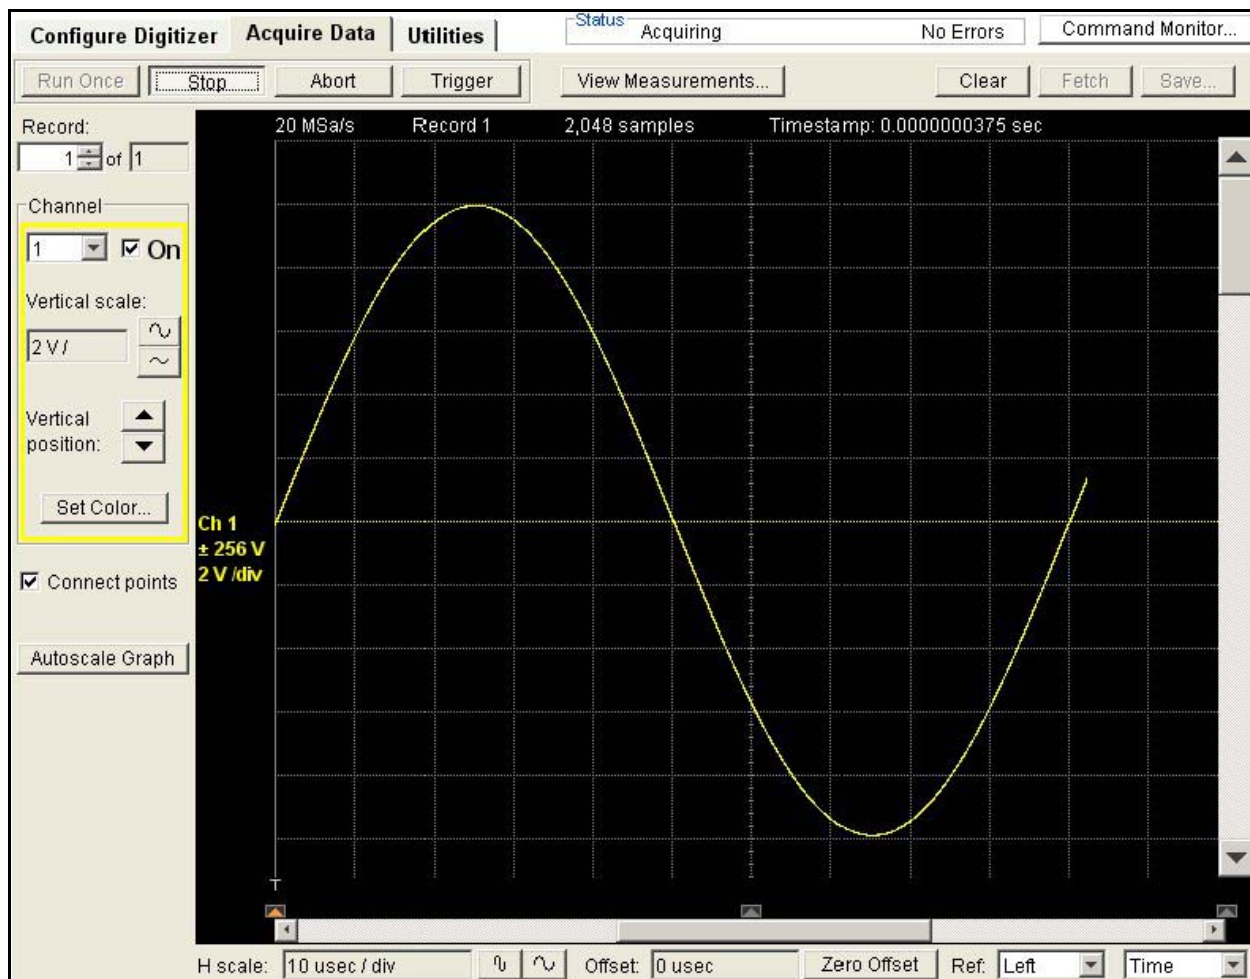 Configure Digitizer Acquire Data Utilities Status Acquiring No Errors Command Monitor...
Run Once Stop Abort Trigger View Measurements... Clear Fetch Save...
Record:
1 of 1
20 MSa/s Record 1 2,048 samples Timestamp: 0.0000000375 sec
Channel
1 On
Vertical scale:
2 V /
Vertical
position:
Set Color...
Ch 1
± 256 V
2 V /div
Connect points
Autoscale Graph
T
H scale: 10 usec / div Offset: 0 usec Zero Offset Ref: Left Time